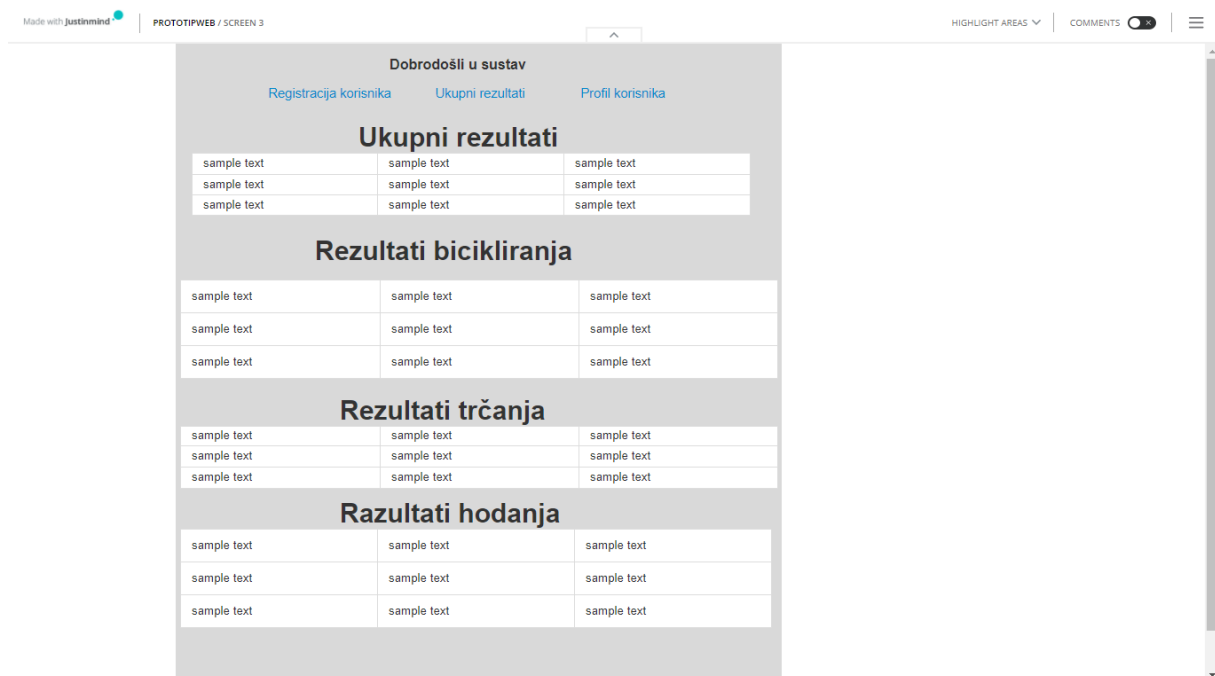 Made with Justinmind PROTOTIPWEB / SCREEN 3 HIGHLIGHT AREAS COMMENTS
Dobrodošli u sustav
Registracija korisnika Ukupni rezultati Profil korisnika
Ukupni rezultati
sample text sample text sample text
sample text sample text sample text
sample text sample text sample text
Rezultati bicikliranja
sample text sample text sample text
sample text sample text sample text
sample text sample text sample text
Rezultati trčanja
sample text sample text sample text
sample text sample text sample text
sample text sample text sample text
Razultati hodanja
sample text sample text sample text
sample text sample text sample text
sample text sample text sample text